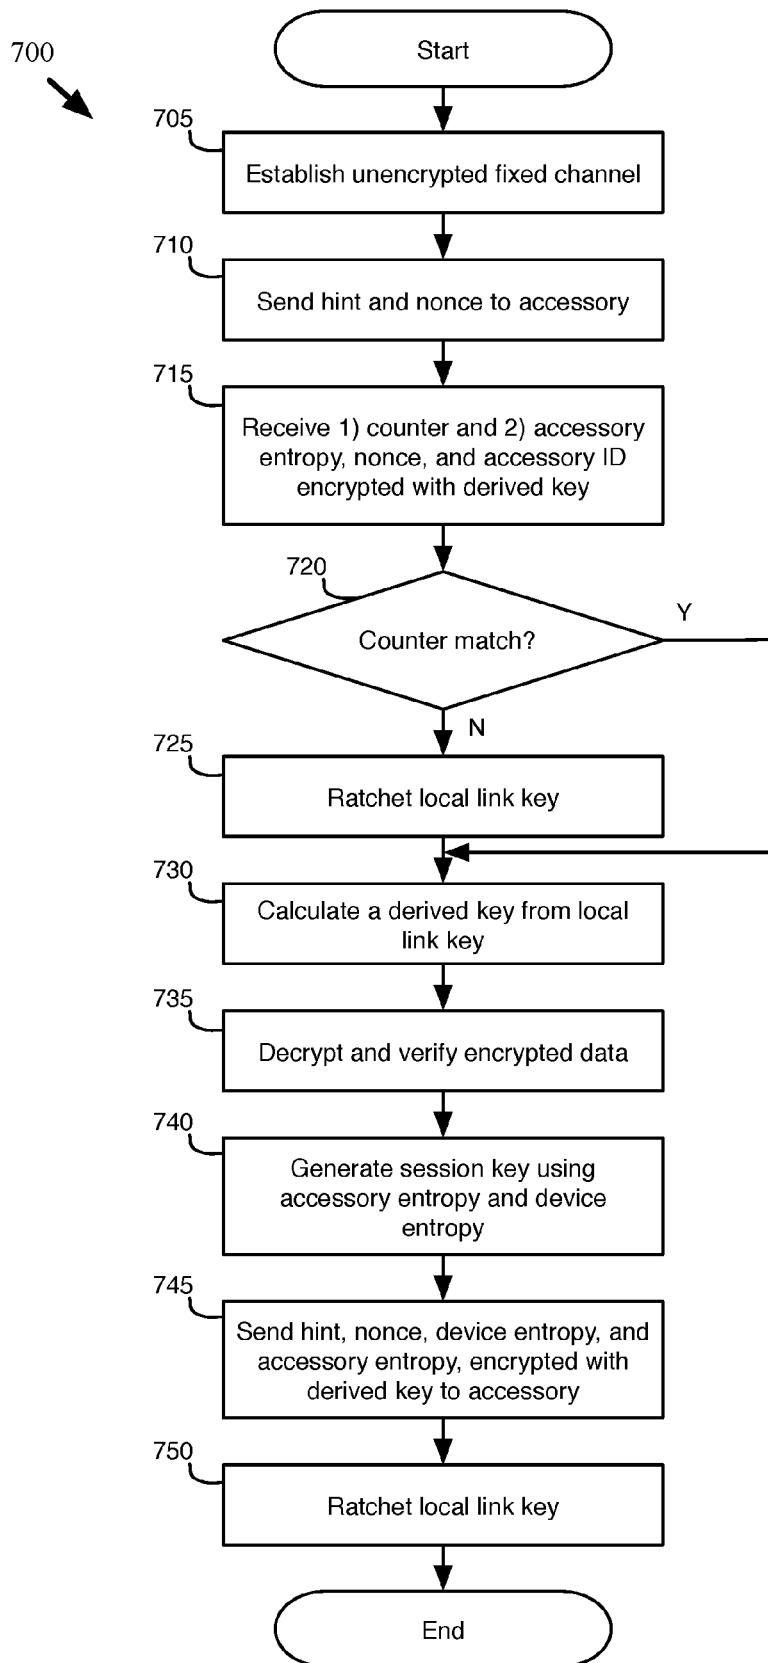 700
Start
705
Establish unencrypted fixed channel
710
Send hint and nonce to accessory
715
Receive 1) counter and 2) accessory
entropy, nonce, and accessory ID
encrypted with derived key
720
Counter match?
Y
N
725
Ratchet local link key
730
Calculate a derived key from local
link key
735
Decrypt and verify encrypted data
740
Generate session key using
accessory entropy and device
entropy
745
Send hint, nonce, device entropy, and
accessory entropy, encrypted with
derived key to accessory
750
Ratchet local link key
End